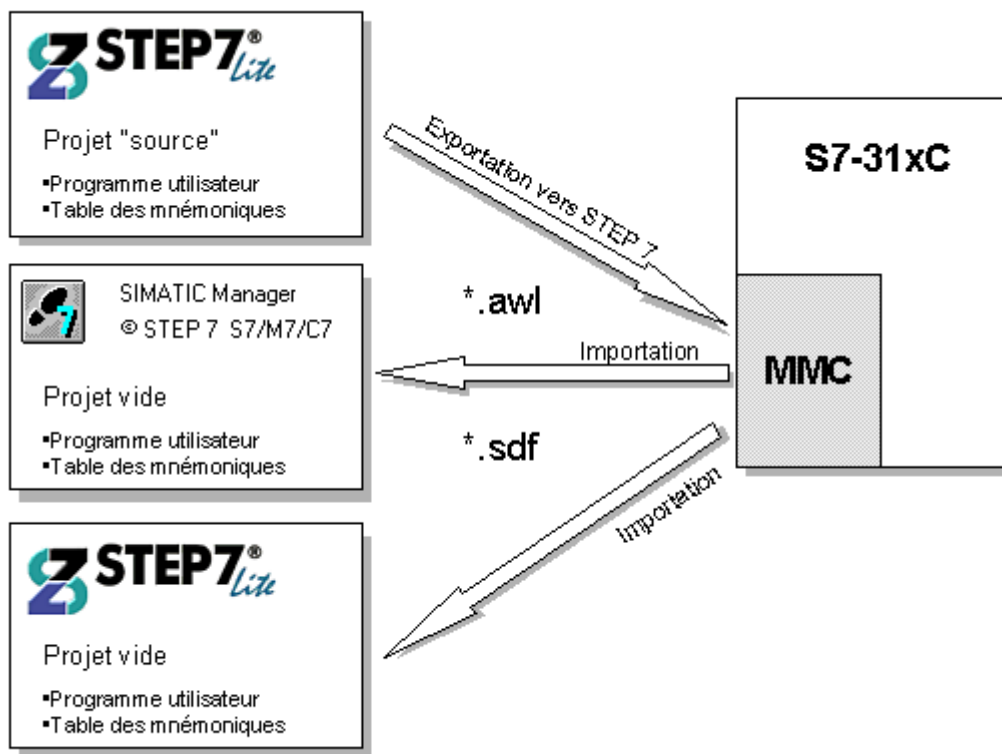 STEP7® Lite
Projet "source"
▪Programme utilisateur
▪Table des mnémoniques
Exportation vers STEP 7
S7-31xC
SIMATIC Manager
© STEP 7 S7/M7/C7
7
Projet vide
▪Programme utilisateur
▪Table des mnémoniques
*.awl
Importation
MMC
*.sdf
Importation
STEP7® Lite
Projet vide
▪Programme utilisateur
▪Table des mnémoniques